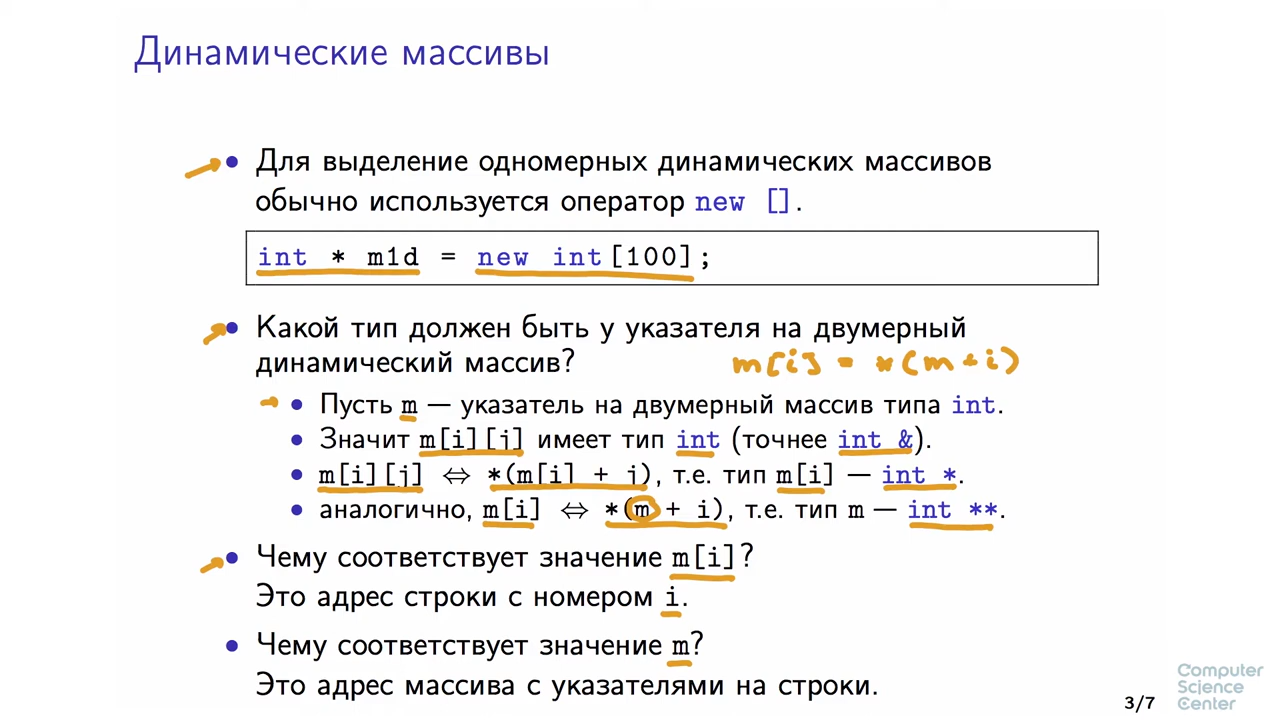 Динамические массивы
Для выделение одномерных динамических массивов
обычно используется оператор new [].
int * m1d = new int[100];
Какой тип должен быть у указателя на двумерный
динамический массив?
m[i] = *(m+i)
Пусть m — указатель на двумерный массив типа int.
Значит m[i][j] имеет тип int (точнее int &).
m[i][j] ⇔ *(m[i] + j), т.е. тип m[i] — int *.
аналогично, m[i] ⇔ *(m + i), т.е. тип m — int **.
Чему соответствует значение m[i]?
Это адрес строки с номером i.
Чему соответствует значение m?
Это адрес массива с указателями на строки.
3/7
Computer
Science
Center